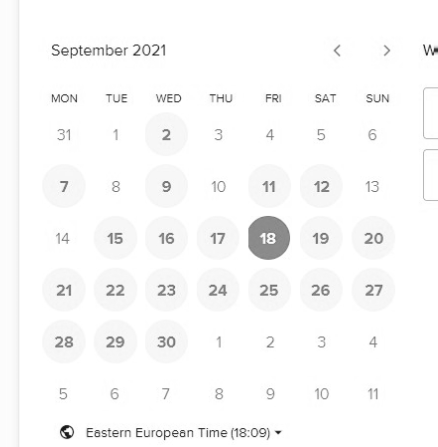 September 2021
MON TUE WED THU FRI SAT SUN
31 1 2 3 4 5 6
7 8 9 10 11 12 13
14 15 16 17 18 19 20
21 22 23 24 25 26 27
28 29 30 1 2 3 4
5 6 7 8 9 10 11
Eastern European Time (18:09)